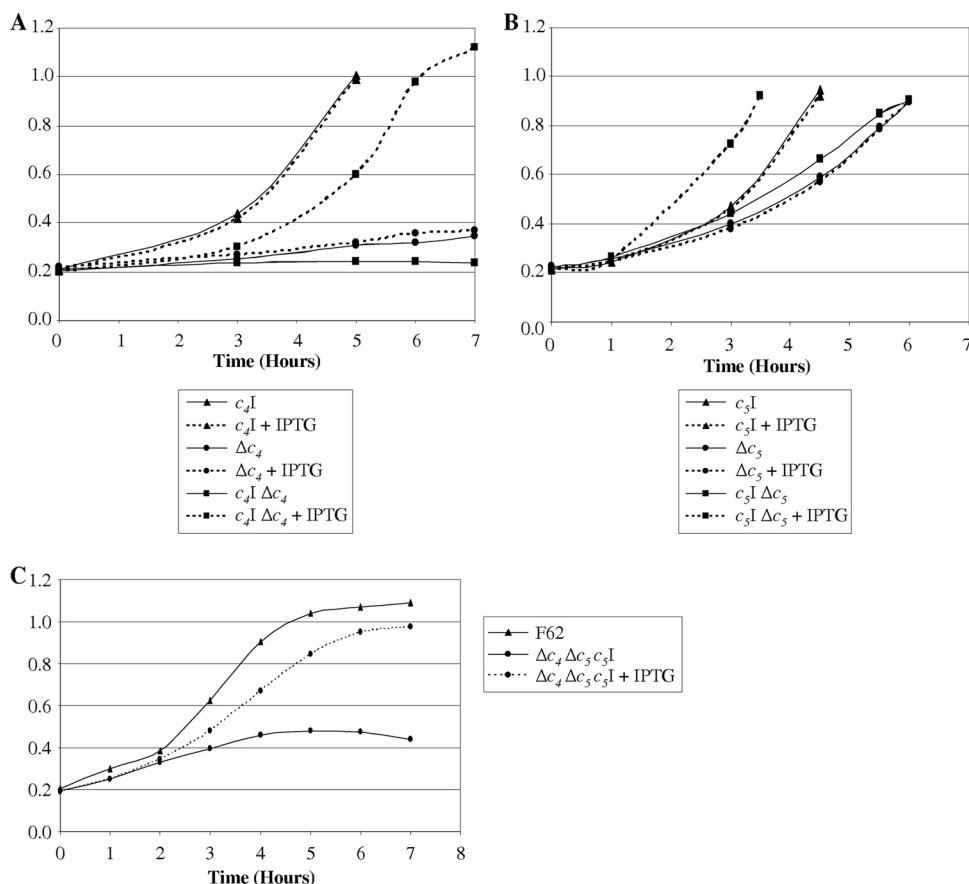 A
1.2
1.0
0.8
0.6
0.4
0.2
0.0
0 1 2 3 4 5 6 7
Time (Hours)
c₄I
c₄I + IPTG
Δc₄
Δc₄ + IPTG
c₄I Δc₄
c₄I Δc₄ + IPTG
B
1.2
1.0
0.8
0.6
0.4
0.2
0.0
0 1 2 3 4 5 6 7
Time (Hours)
c₅I
c₅I + IPTG
Δc₅
Δc₅ + IPTG
c₅I Δc₅
c₅I Δc₅ + IPTG
C
1.2
1.0
0.8
0.6
0.4
0.2
0.0
0 1 2 3 4 5 6 7 8
Time (Hours)
F62
Δc₄ Δc₅ c₅I
Δc₄ Δc₅ c₅I + IPTG